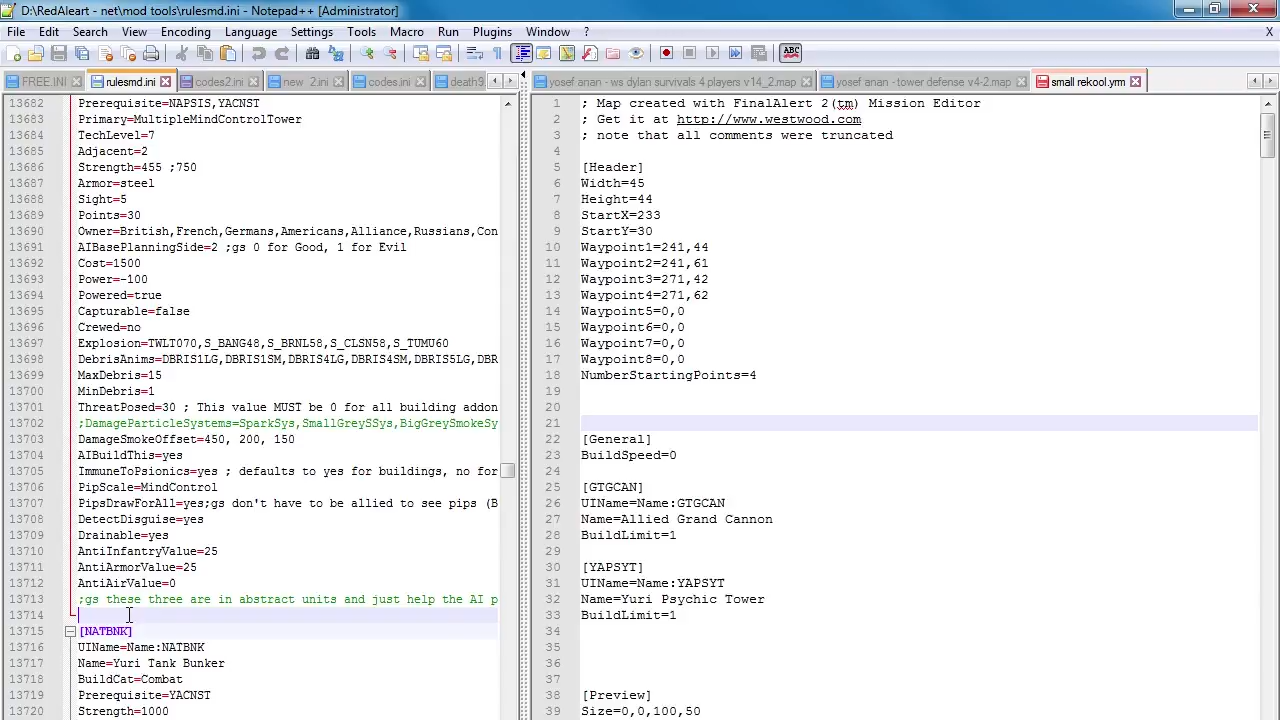 D:\RedAleart - net\mod tools\rulesmd.ini - Notepad++ [Administrator]
File Edit Search View Encoding Language Settings Tools Macro Run Plugins Window ? X
FREE.INI rulesmd.ini codes2.ini new _2.ini codes.ini death9. yosef anan - ws dylan survivals 4 players v14_2.map yosef anan - tower defense v4-2.map small rekool.yrm
13682 Prerequisite=NAPSIS,YACNST
13683 Primary=MultipleMindControlTower
13684 TechLevel=7
13685 Adjacent=2
13686 Strength=455 ;750
13687 Armor=steel
13688 Sight=5
13689 Points=30
13690 Owner=British,French,Germans,Americans,Alliance,Russians,Con
13691 AIBasePlanningSide=2 ;gs 0 for Good, 1 for Evil
13692 Cost=1500
13693 Power=-100
13694 Powered=true
13695 Capturable=false
13696 Crewed=no
13697 Explosion=TWLT070,S_BANG48,S_BRNL58,S_CLSN58,S_TUMU60
13698 DebrisAnims=DBRIS1LG,DBRIS1SM,DBRIS4LG,DBRIS4SM,DBRIS5LG,DBR
13699 MaxDebris=15
13700 MinDebris=1
13701 ThreatPosed=30 ; This value MUST be 0 for all building addon
13702 ;DamageParticleSystems=SparkSys,SmallGreySSys,BigGreySmokeSy
13703 DamageSmokeOffset=450, 200, 150
13704 AIBuildThis=yes
13705 ImmuneToPsionics=yes ; defaults to yes for buildings, no for
13706 PipScale=MindControl
13707 PipsDrawForAll=yes;gs don't have to be allied to see pips (B
13708 DetectDisguise=yes
13709 Drainable=yes
13710 AntiInfantryValue=25
13711 AntiArmorValue=25
13712 AntiAirValue=0
13713 ;gs these three are in abstract units and just help the AI p
13714
13715 [NATBNK]
13716 UIName=Name:NATBNK
13717 Name=Yuri Tank Bunker
13718 BuildCat=Combat
13719 Prerequisite=YACNST
13720 Strength=1000
1 ; Map created with FinalAlert 2(tm) Mission Editor
2 ; Get it at http://www.westwood.com
3 ; note that all comments were truncated
4
5 [Header]
6 Width=45
7 Height=44
8 StartX=233
9 StartY=30
10 Waypoint1=241,44
11 Waypoint2=241,61
12 Waypoint3=271,42
13 Waypoint4=271,62
14 Waypoint5=0,0
15 Waypoint6=0,0
16 Waypoint7=0,0
17 Waypoint8=0,0
18 NumberStartingPoints=4
19
20
21
22 [General]
23 BuildSpeed=0
24
25 [GTGCAN]
26 UIName=Name:GTGCAN
27 Name=Allied Grand Cannon
28 BuildLimit=1
29
30 [YAPSYT]
31 UIName=Name:YAPSYT
32 Name=Yuri Psychic Tower
33 BuildLimit=1
34
35
36
37
38 [Preview]
39 Size=0,0,100,50